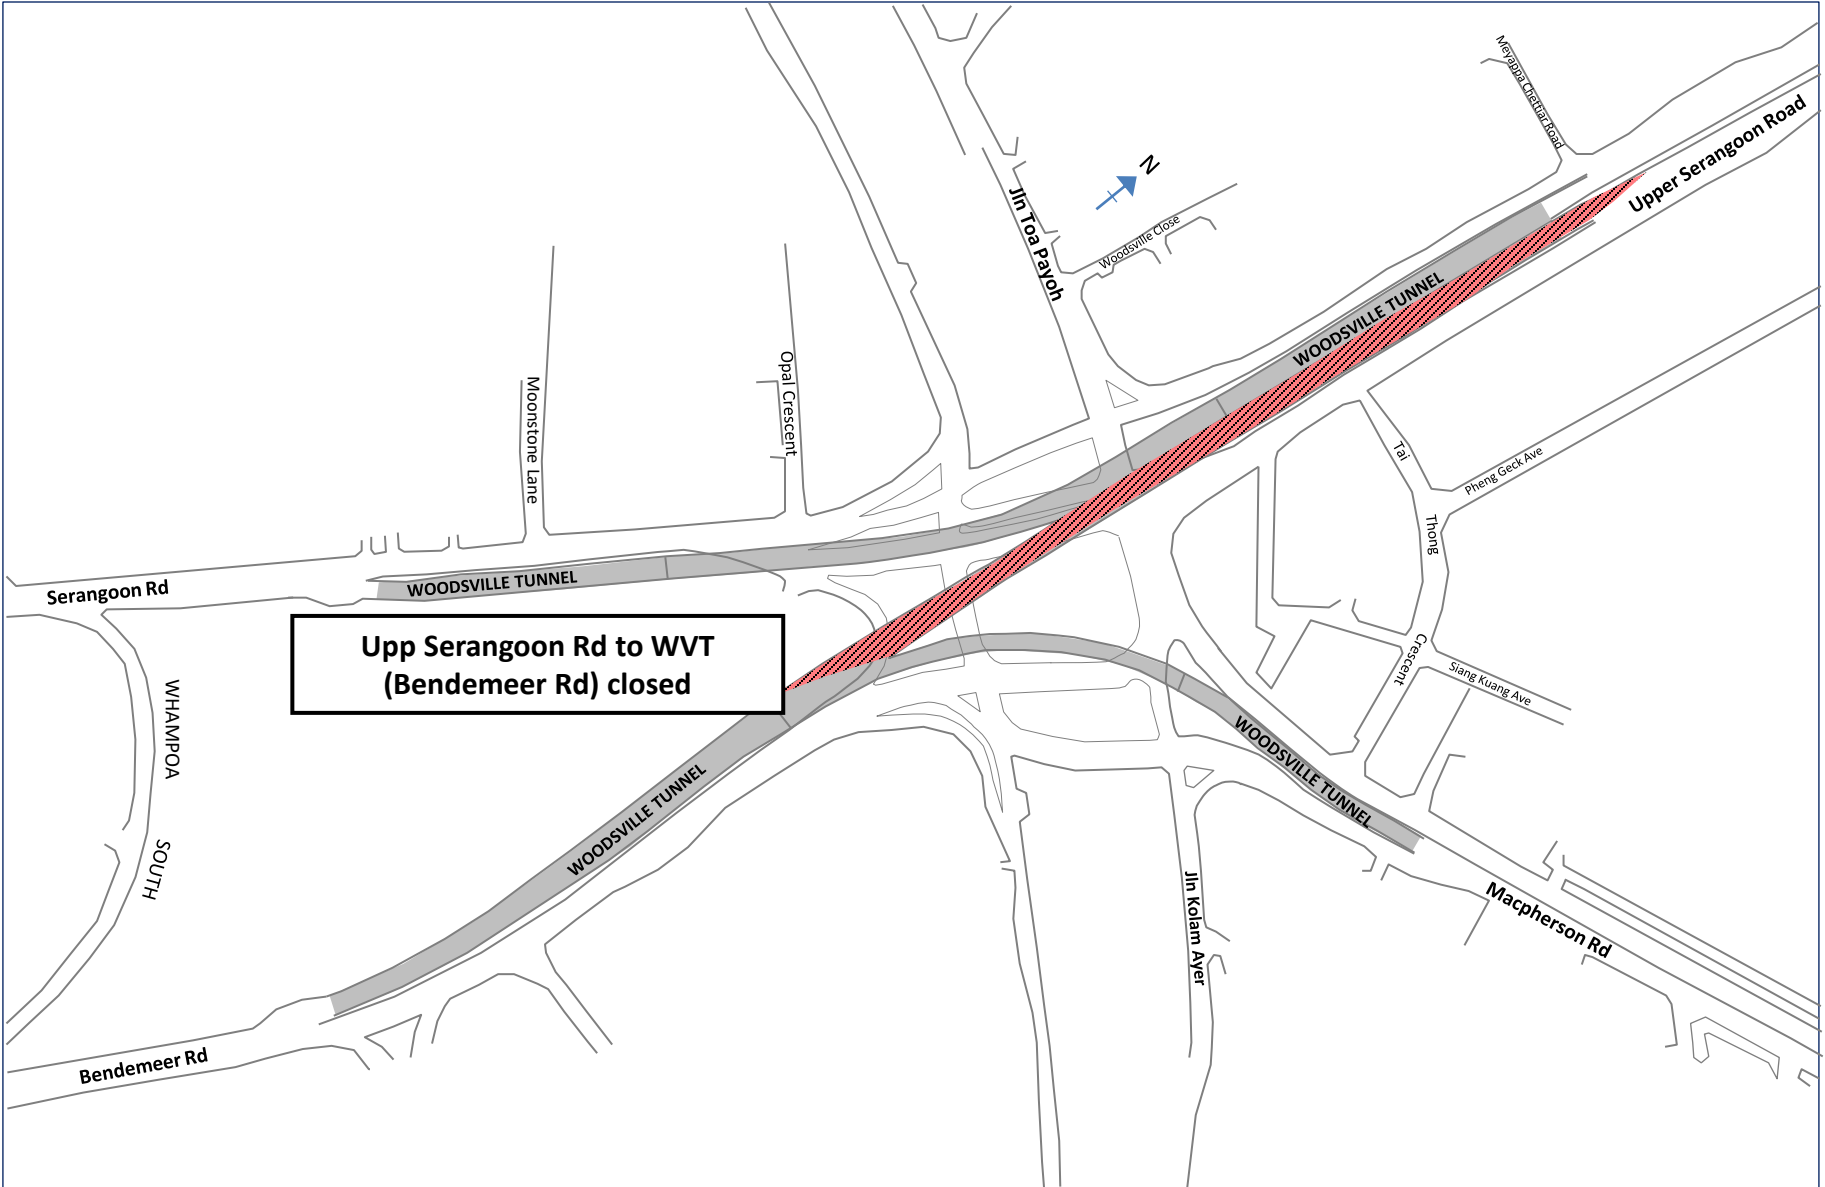 Meyappa Chettiar Road
Upper Serangoon Road
N
Jln Toa Payoh
Woodsville Close
WOODSVILLE TUNNEL
Opal Crescent
Moonstone Lane
Tai
Thong
Crescent
Pheng Geck Ave
Siang Kuang Ave
WOODSVILLE TUNNEL
Serangoon Rd
Upp Serangoon Rd to WVT
(Bendemeer Rd) closed
WHAMPOA
SOUTH
WOODSVILLE TUNNEL
WOODSVILLE TUNNEL
Jln Kolam Ayer
Macpherson Rd
Bendemeer Rd